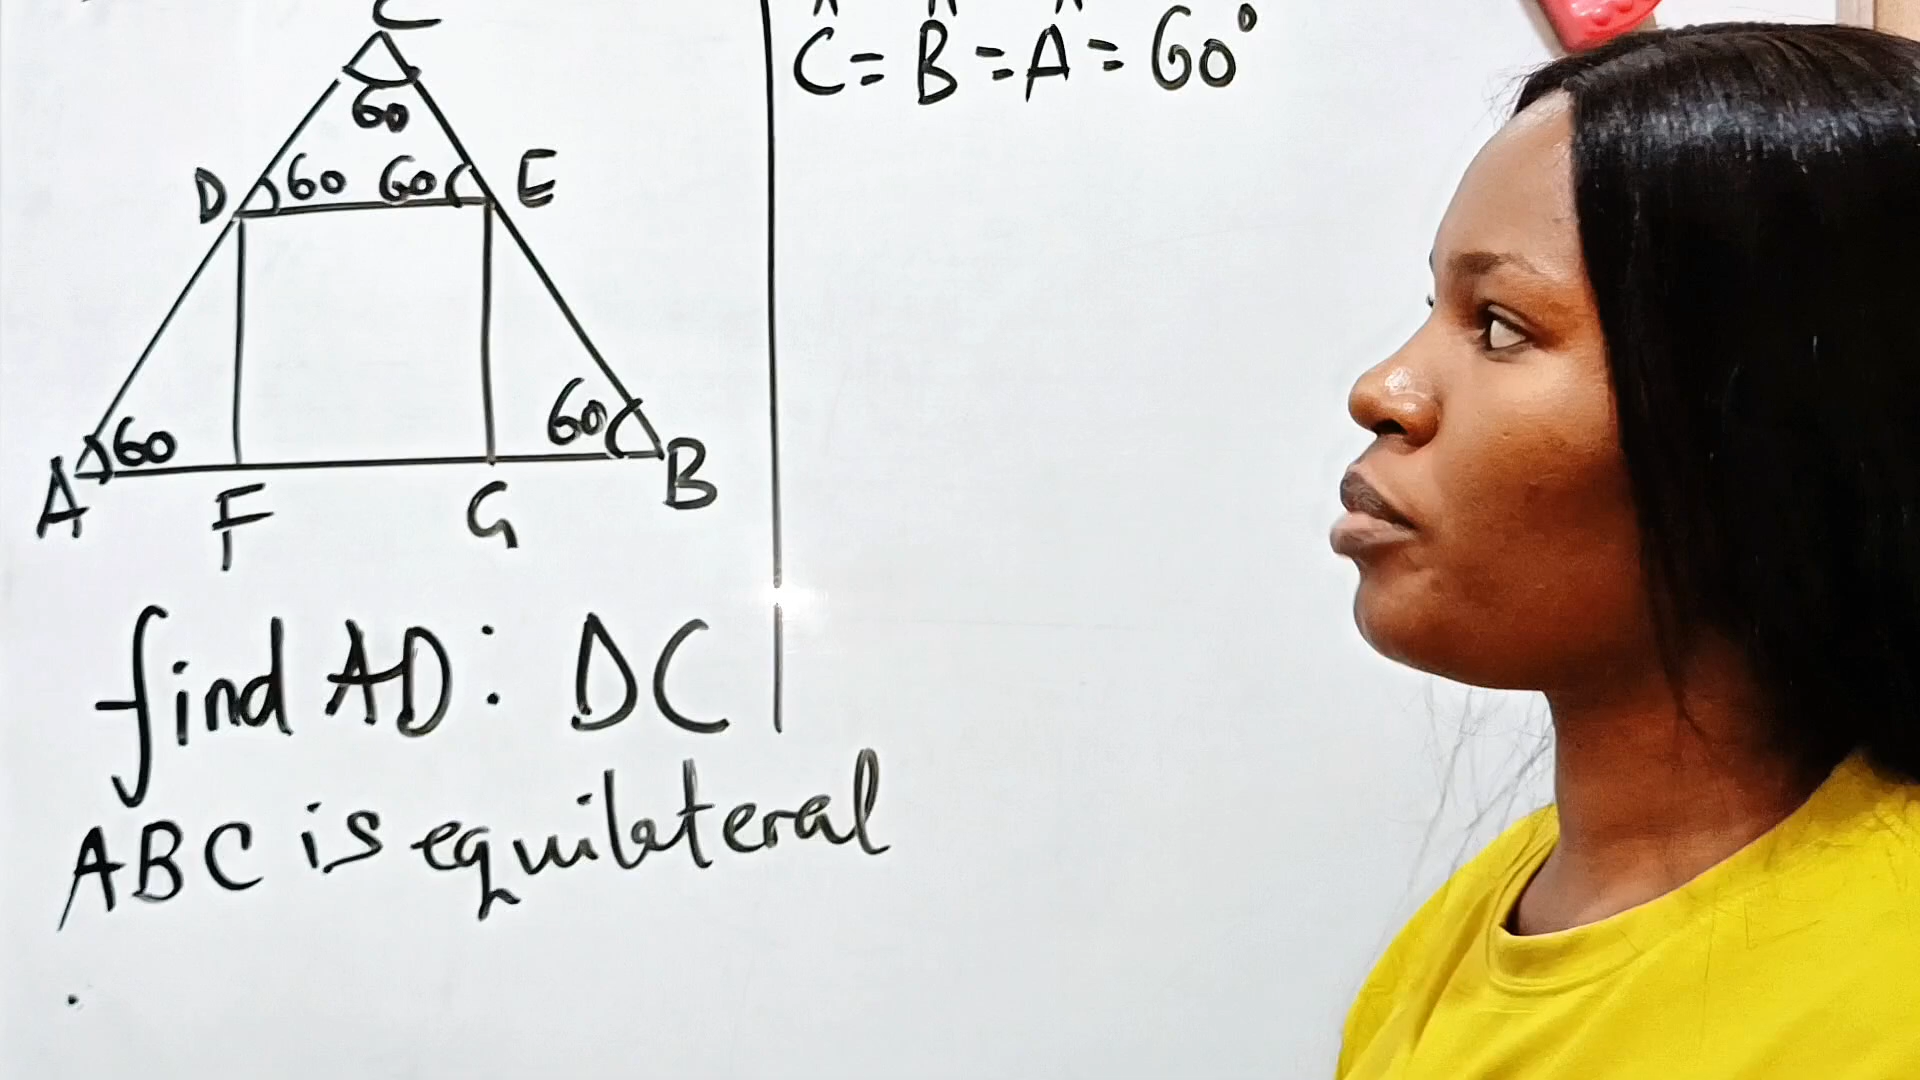 C
60
D 60 60 E
A 60 60 B
F G
find AD : DC
ABC is equilateral
Ĉ = B̂ = Â = 60°